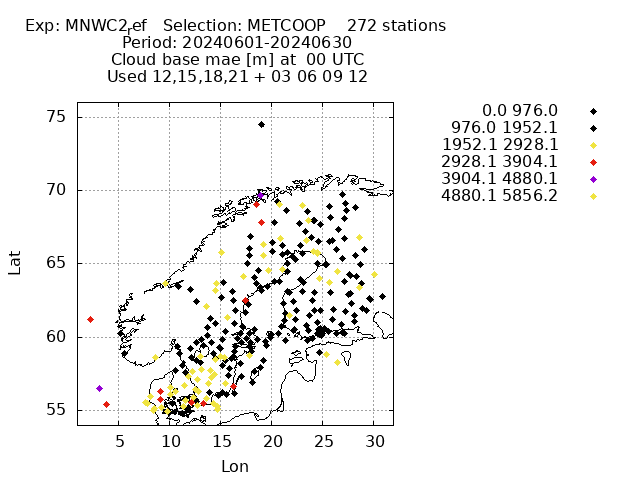 Exp: MNWC2ref   Selection: METCOOP    272 stations
Period: 20240601-20240630
Cloud base mae [m] at  00 UTC
Used 12,15,18,21 + 03 06 09 12
0.0 976.0
976.0 1952.1
1952.1 2928.1
2928.1 3904.1
3904.1 4880.1
4880.1 5856.2
75
70
65
60
55
Lat
5 10 15 20 25 30
Lon